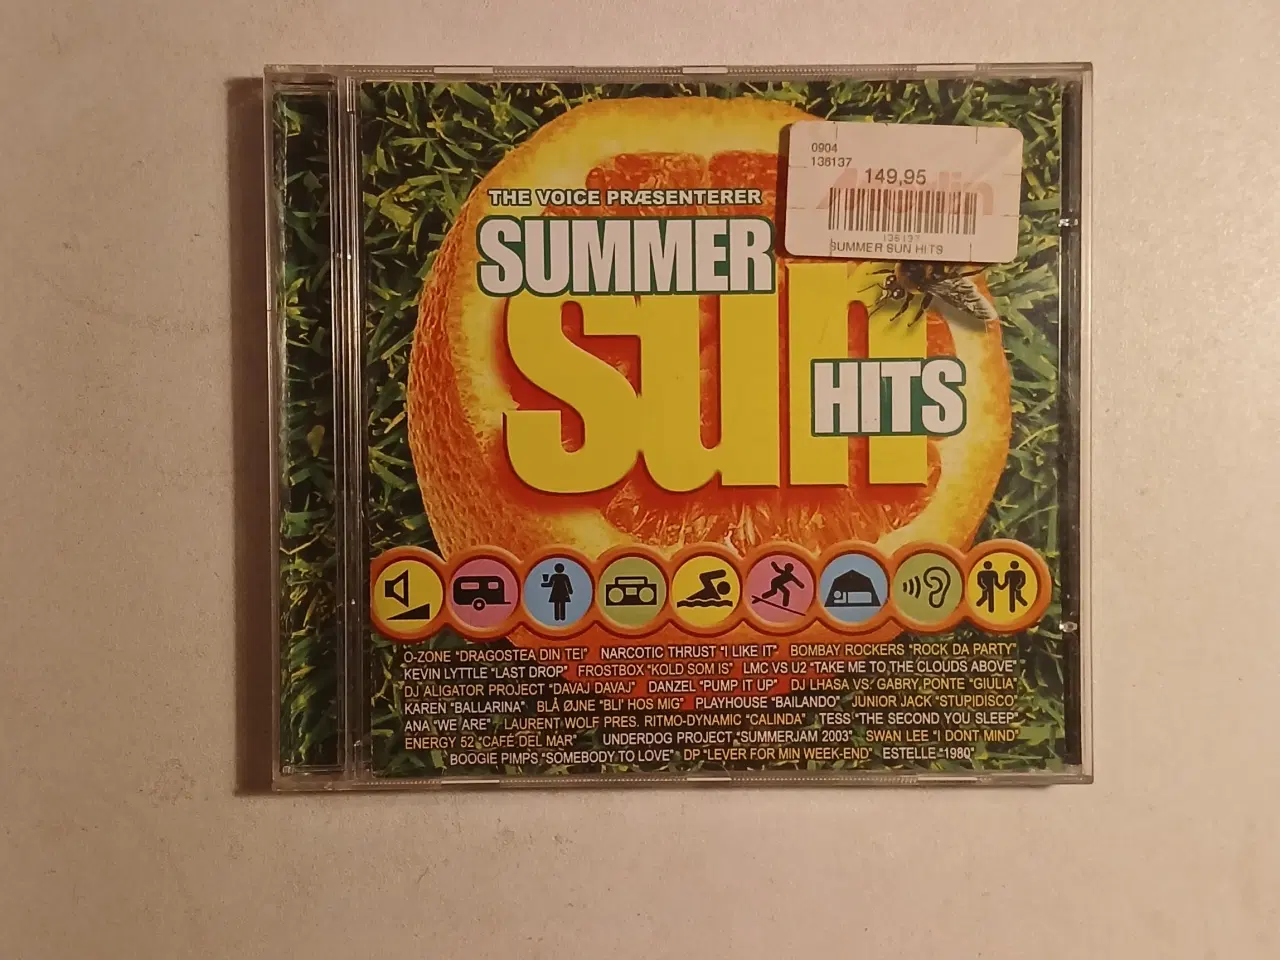 0904
136137
149,95
136137
SUMMER SUN HITS
THE VOICE PRÆSENTERER
SUMMER
sun
HITS
O-ZONE "DRAGOSTEA DIN TEI" NARCOTIC THRUST "I LIKE IT" BOMBAY ROCKERS "ROCK DA PARTY"
KEVIN LYTTLE "LAST DROP" FROSTBOX "KOLD SOM IS" LMC VS U2 "TAKE ME TO THE CLOUDS ABOVE"
DJ ALIGATOR PROJECT "DAVAJ DAVAJ" DANZEL "PUMP IT UP" DJ LHASA VS. GABRY PONTE "GIULIA"
KAREN "BALLARINA" BLÅ ØJNE "BLI' HOS MIG" PLAYHOUSE "BAILANDO" JUNIOR JACK "STUPIDISCO"
ANA "WE ARE" LAURENT WOLF PRES. RITMO-DYNAMIC "CALINDA" TESS "THE SECOND YOU SLEEP"
ENERGY 52 "CAFÉ DEL MAR" UNDERDOG PROJECT "SUMMERJAM 2003" SWAN LEE "I DONT MIND"
BOOGIE PIMPS "SOMEBODY TO LOVE" DP "LEVER FOR MIN WEEK-END" ESTELLE "1980"